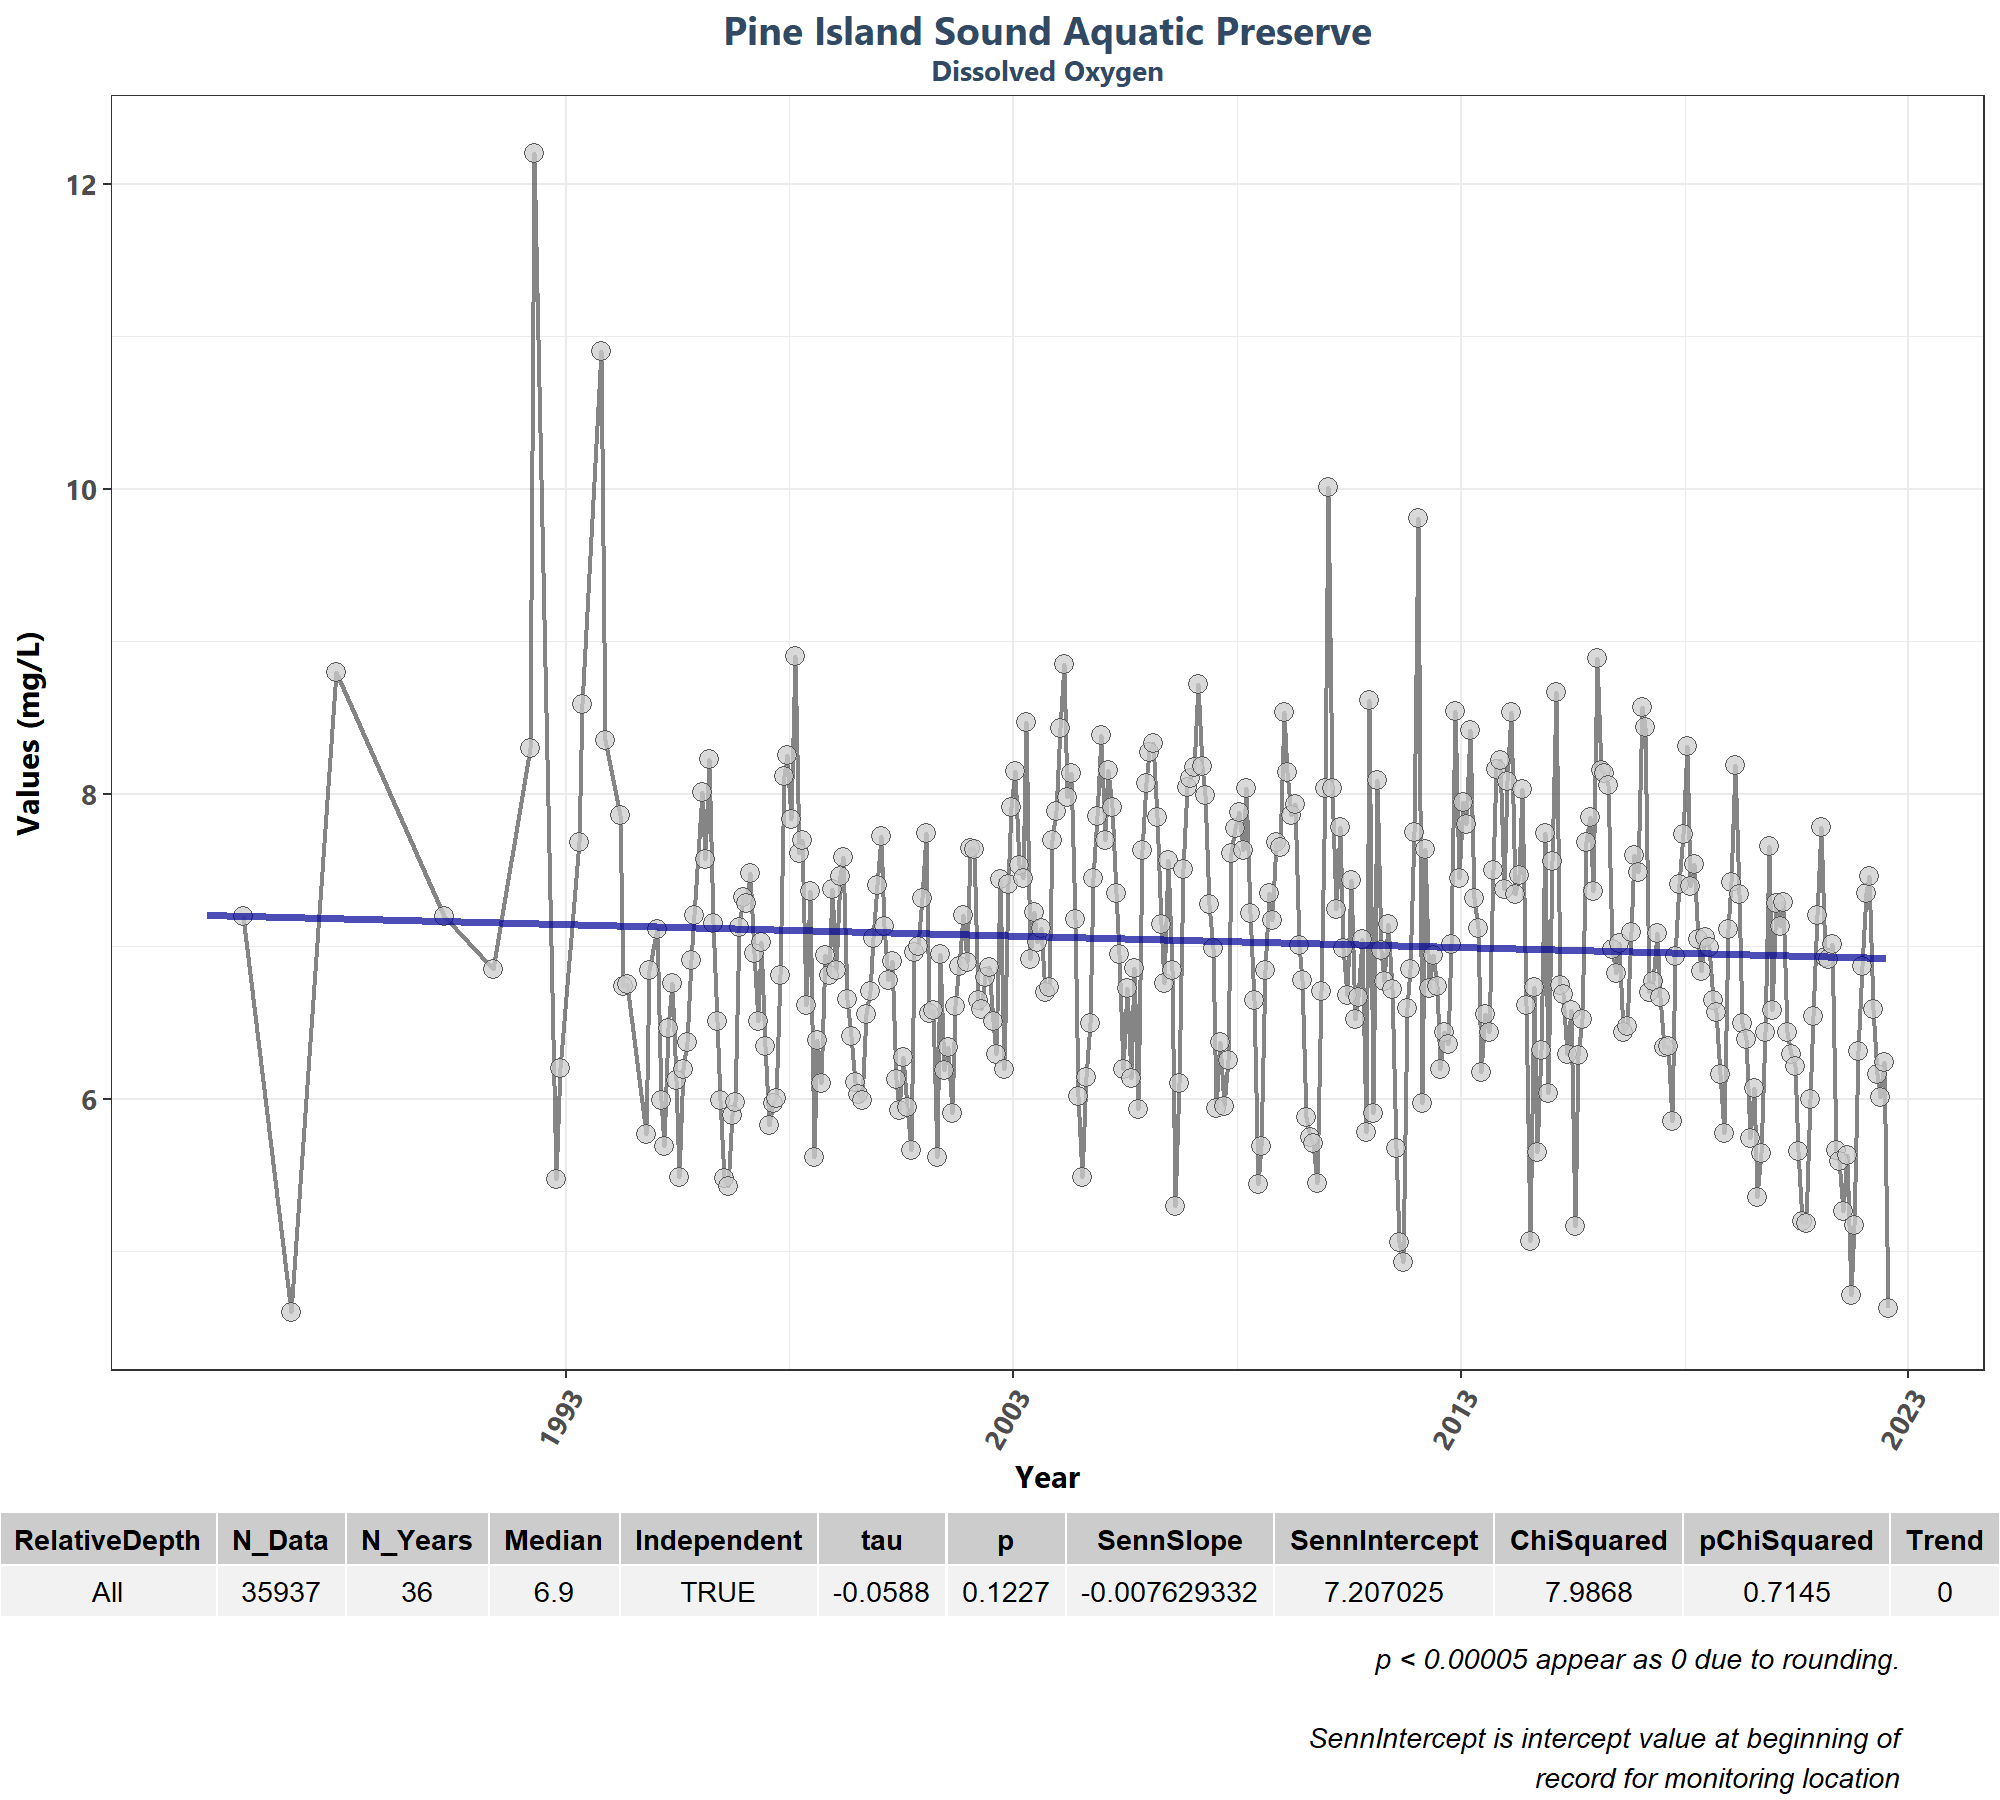 Pine Island Sound Aquatic Preserve
Dissolved Oxygen
Values (mg/L)
12
10
8
6
1993
2003
2013
2023
Year
RelativeDepth N_Data N_Years Median Independent tau p SennSlope SennIntercept ChiSquared pChiSquared Trend
All 35937 36 6.9 TRUE -0.0588 0.1227 -0.007629332 7.207025 7.9868 0.7145 0
p < 0.00005 appear as 0 due to rounding.
SennIntercept is intercept value at beginning of
record for monitoring location